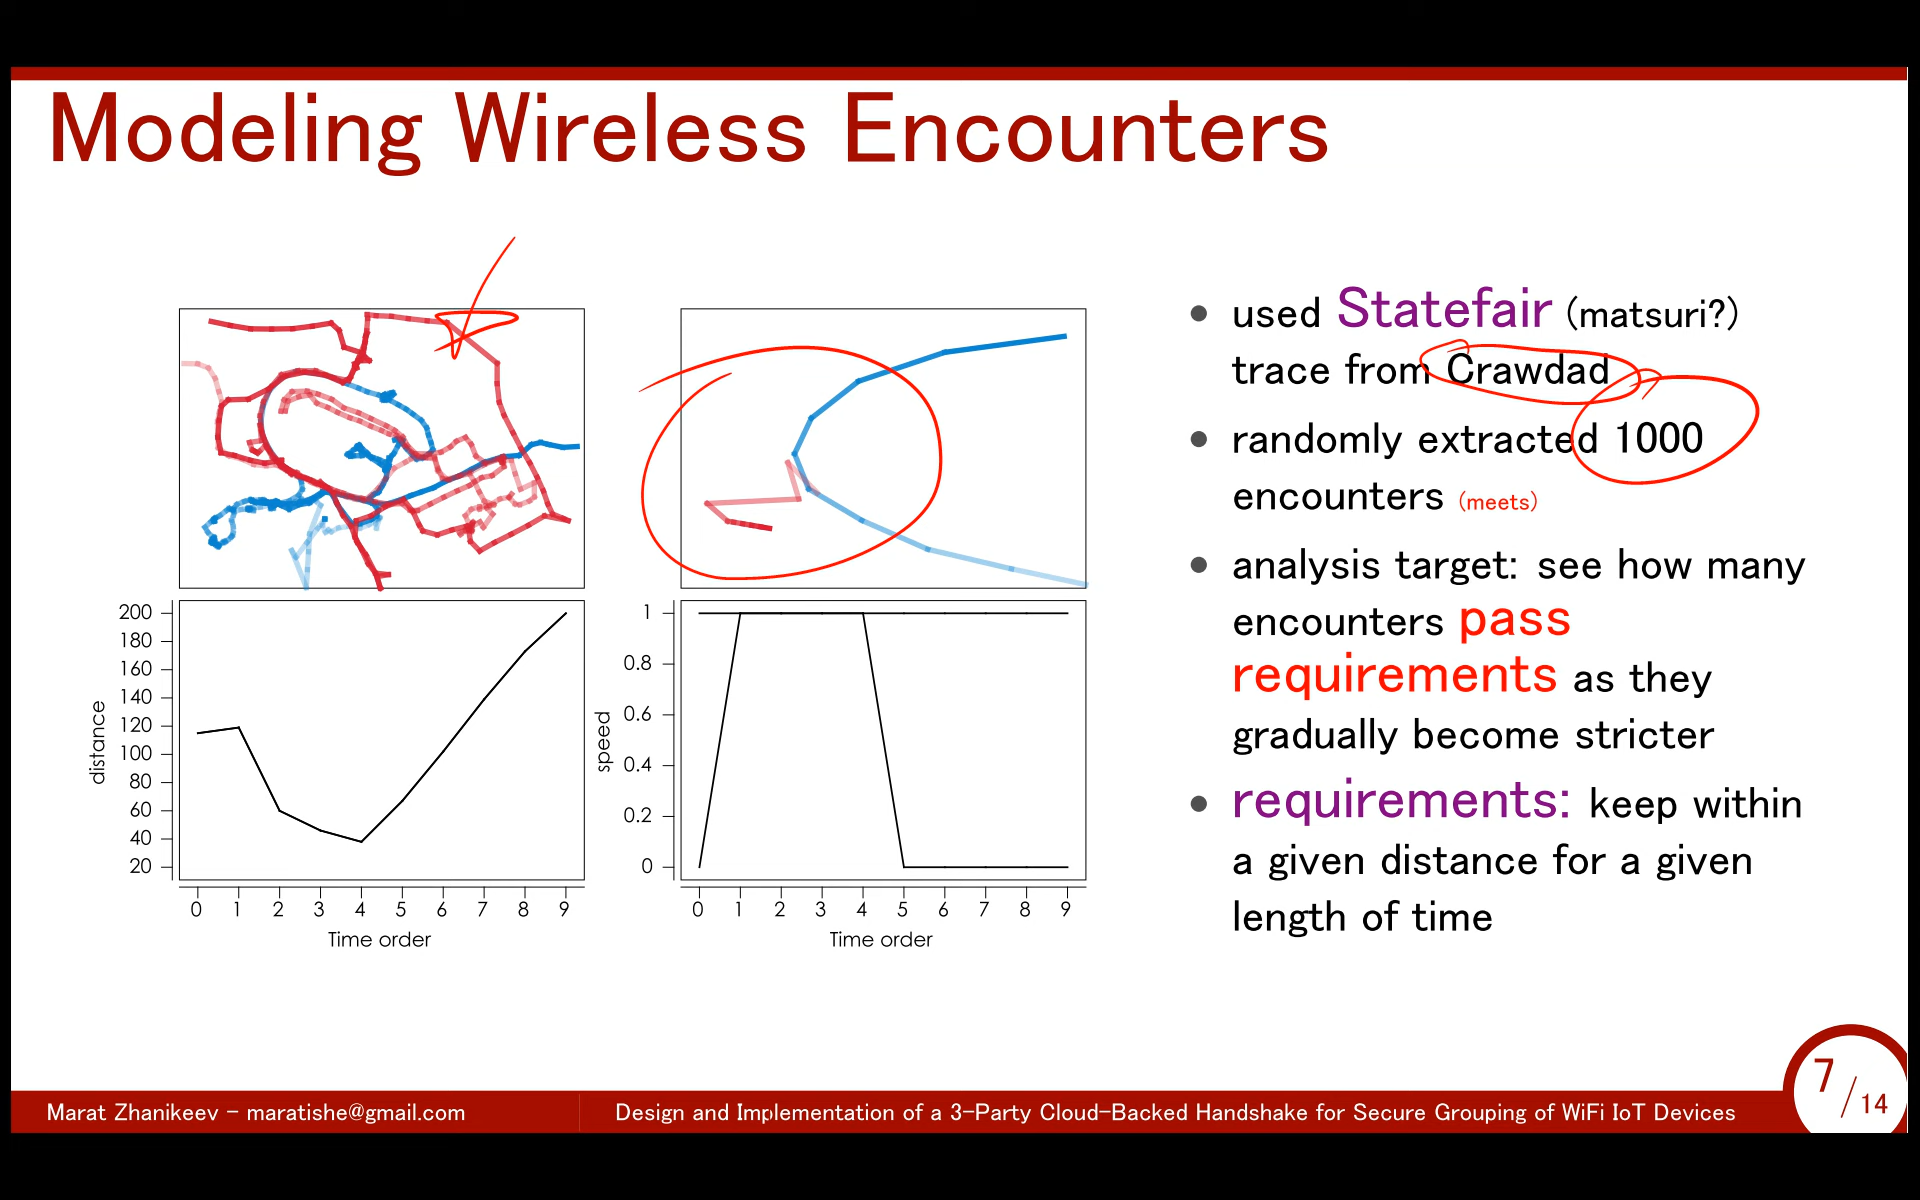 Modeling Wireless Encounters
200
180
160
140
120
100
80
60
40
20
distance
0 1 2 3 4 5 6 7 8 9
Time order
1
0.8
0.6
0.4
0.2
0
speed
0 1 2 3 4 5 6 7 8 9
Time order
• used Statefair (matsuri?)
trace from Crawdad
• randomly extracted 1000
encounters (meets)
• analysis target: see how many
encounters pass
requirements as they
gradually become stricter
• requirements: keep within
a given distance for a given
length of time
Marat Zhanikeev - maratishe@gmail.com
Design and Implementation of a 3-Party Cloud-Backed Handshake for Secure Grouping of WiFi IoT Devices
7/14